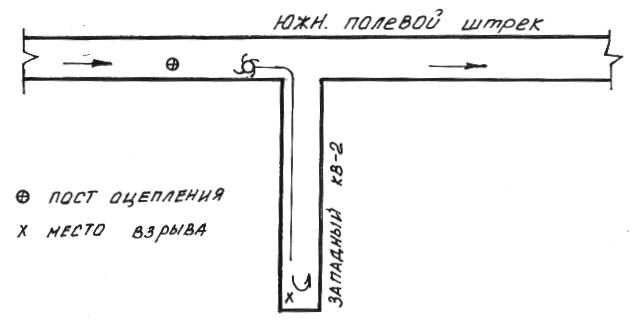 ЮЖН. ПОЛЕВОЙ ШТРЕК
ЗАПАДНЫЙ КВ-2
⊕ ПОСТ ОЦЕПЛЕНИЯ
х МЕСТО ВЗРЫВА
х